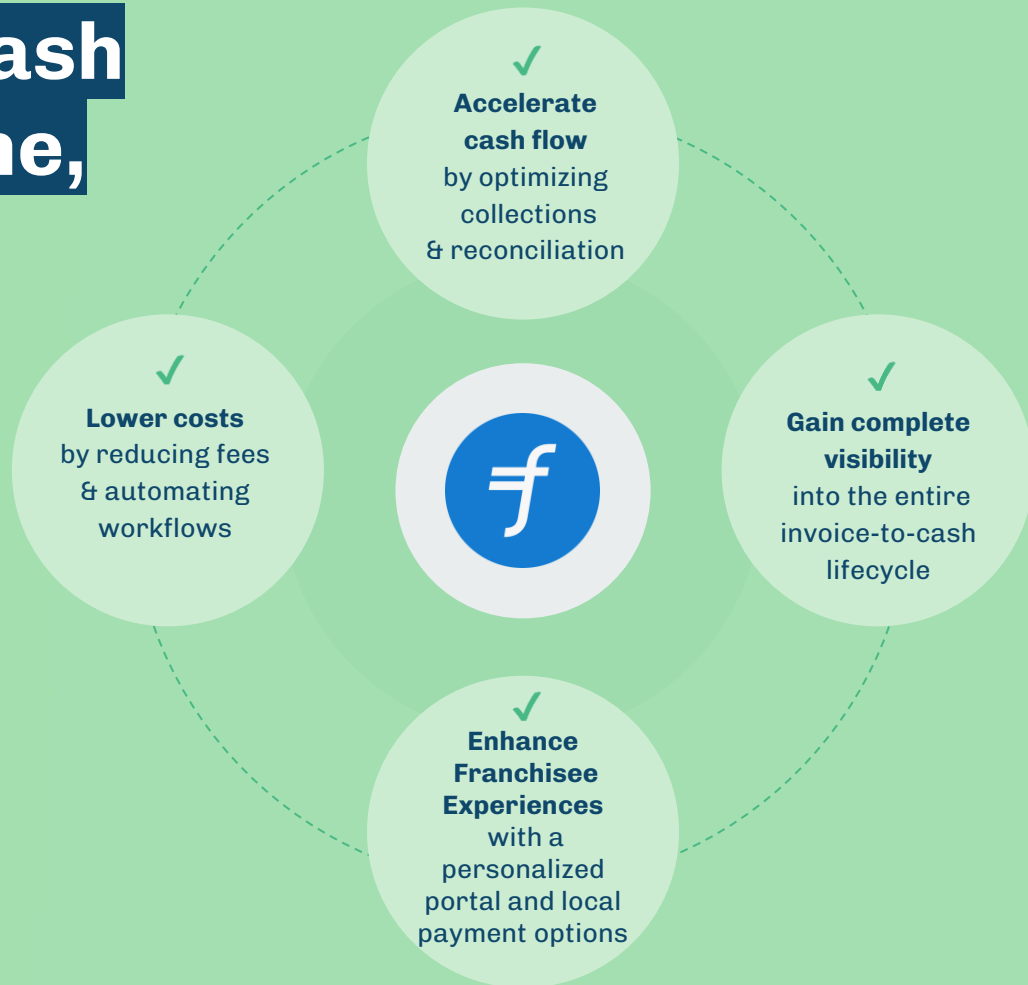 ash
ne,
✓
Accelerate
cash flow
by optimizing
collections
& reconciliation
✓
Lower costs
by reducing fees
& automating
workflows
✓
Gain complete
visibility
into the entire
invoice-to-cash
lifecycle
✓
Enhance
Franchisee
Experiences
with a
personalized
portal and local
payment options